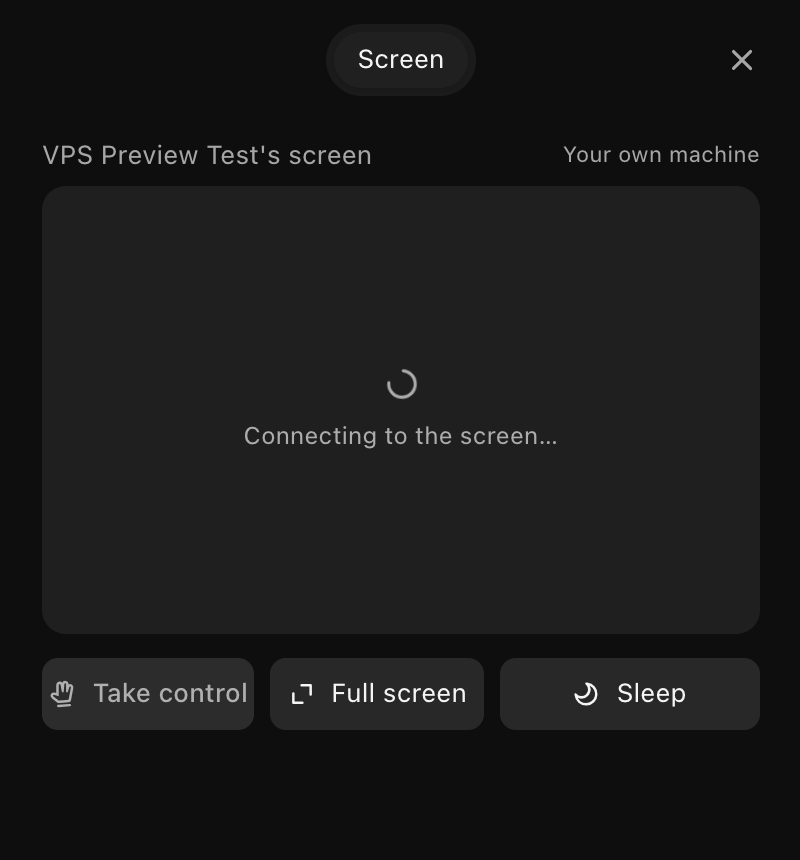 Screen
VPS Preview Test's screen
Your own machine
Connecting to the screen...
Take control
Full screen
Sleep